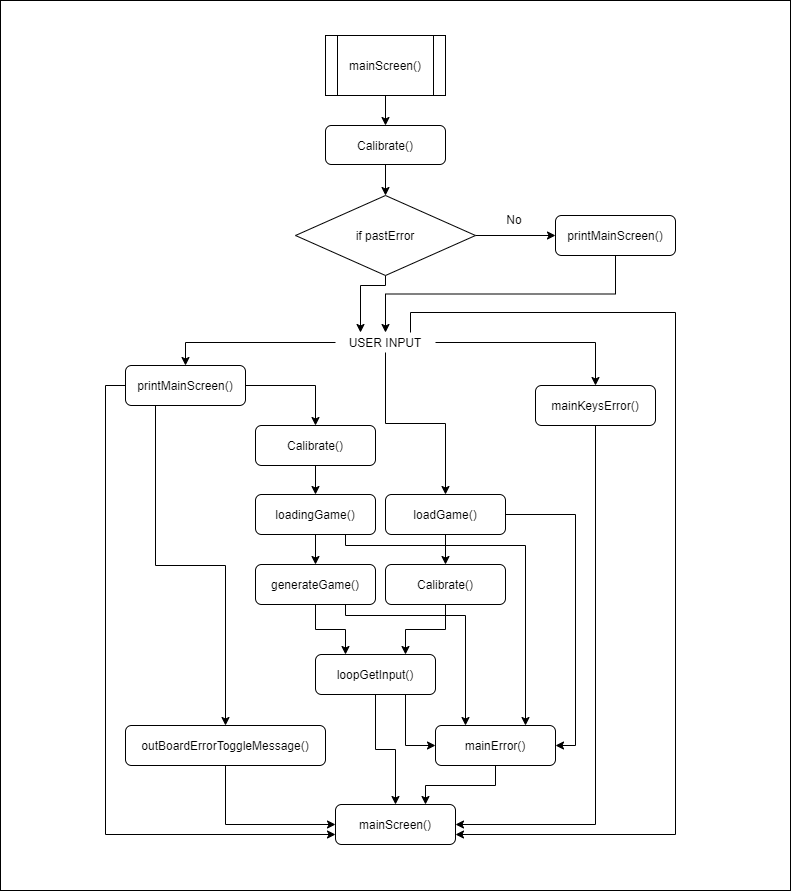 mainScreen()
Calibrate()
if pastError
No
printMainScreen()
USER INPUT
printMainScreen()
mainKeysError()
Calibrate()
loadingGame()
loadGame()
generateGame()
Calibrate()
loopGetInput()
outBoardErrorToggleMessage()
mainError()
mainScreen()